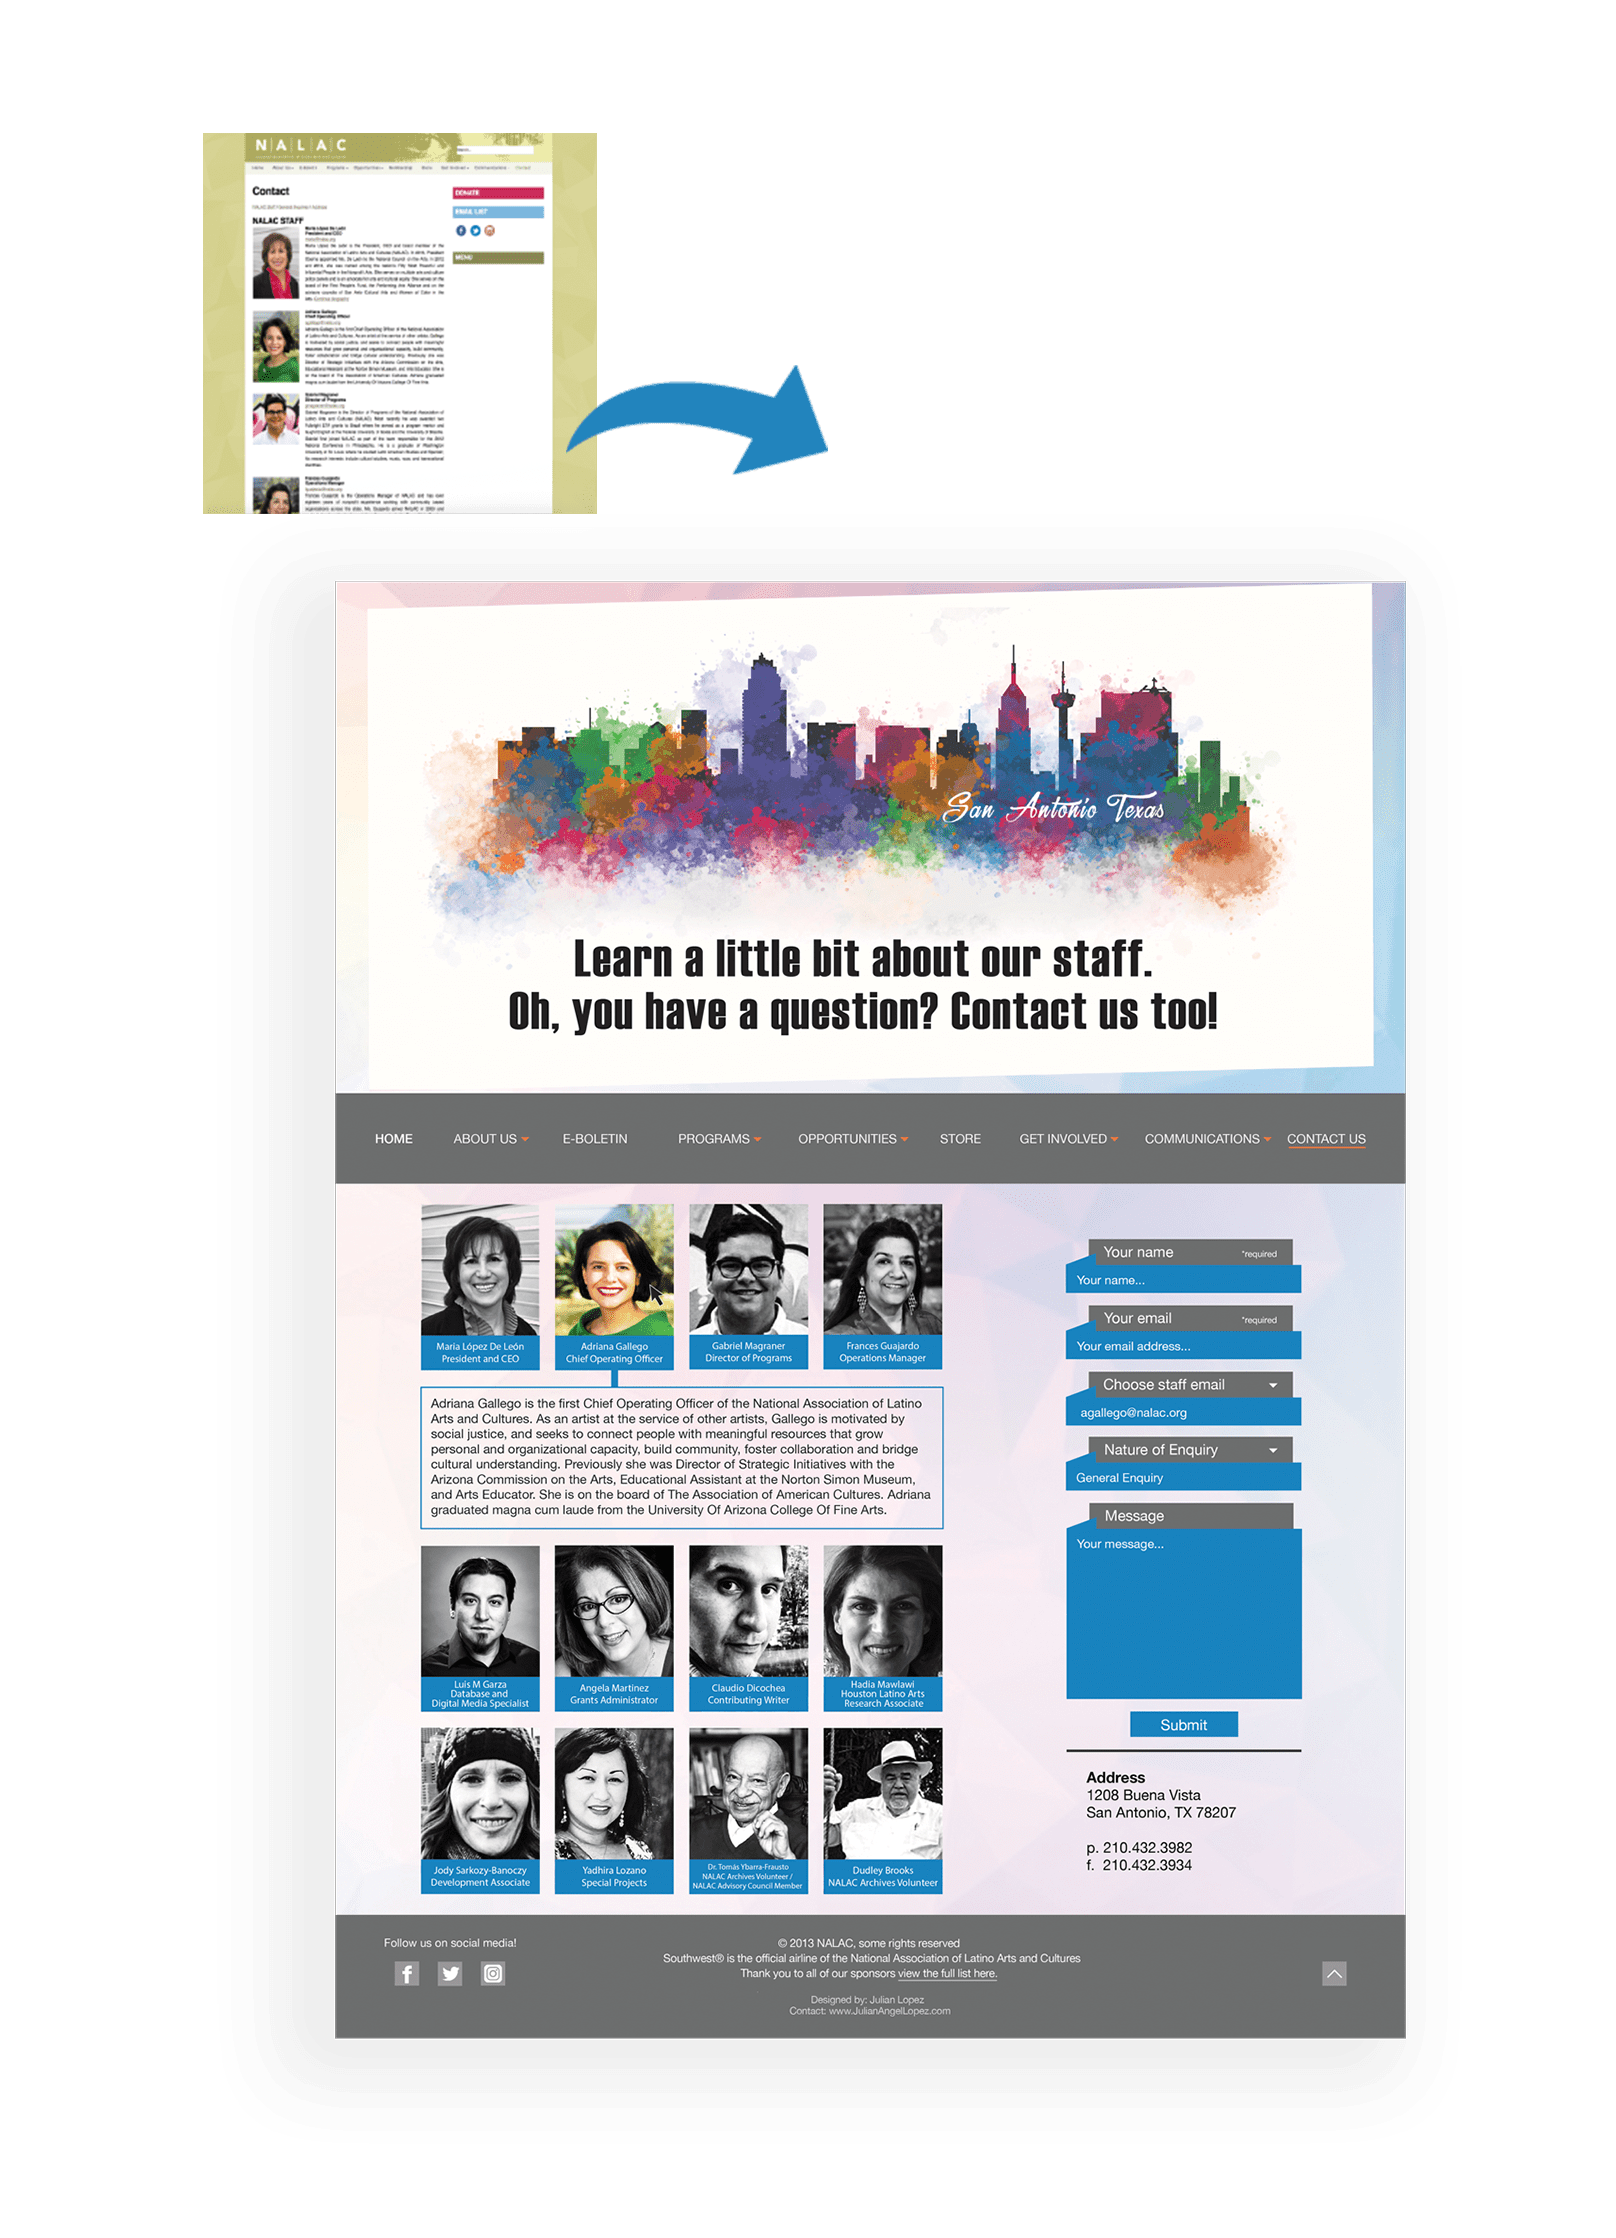 N|A|L|A|C
Contact
NALAC STAFF
DONATE
EMAIL LIST
MENU
San Antonio Texas
Learn a little bit about our staff.
Oh, you have a question? Contact us too!
HOME ABOUT US E-BOLETIN PROGRAMS OPPORTUNITIES STORE GET INVOLVED COMMUNICATIONS CONTACT US
Maria López De León
President and CEO
Adriana Gallego
Chief Operating Officer
Gabriel Magraner
Director of Programs
Frances Guajardo
Operations Manager
Adriana Gallego is the first Chief Operating Officer of the National Association of Latino
Arts and Cultures. As an artist at the service of other artists, Gallego is motivated by
social justice, and seeks to connect people with meaningful resources that grow
personal and organizational capacity, build community, foster collaboration and bridge
cultural understanding. Previously she was Director of Strategic Initiatives with the
Arizona Commission on the Arts, Educational Assistant at the Norton Simon Museum,
and Arts Educator. She is on the board of The Association of American Cultures. Adriana
graduated magna cum laude from the University Of Arizona College Of Fine Arts.
Luis M Garza
Database and
Digital Media Specialist
Angela Martinez
Grants Administrator
Claudio Dicochea
Contributing Writer
Hadia Mawlawi
Houston Latino Arts
Research Associate
Jody Sarkozy-Banoczy
Development Associate
Yadhira Lozano
Special Projects
Dr. Tomás Ybarra-Frausto
NALAC Archives Volunteer /
NALAC Advisory Council Member
Dudley Brooks
NALAC Archives Volunteer
Your name *required
Your name...
Your email *required
Your email address...
Choose staff email
agallego@nalac.org
Nature of Enquiry
General Enquiry
Message
Your message...
Submit
Address
1208 Buena Vista
San Antonio, TX 78207
p. 210.432.3982
f. 210.432.3934
Follow us on social media!
© 2013 NALAC, some rights reserved
Southwest® is the official airline of the National Association of Latino Arts and Cultures
Thank you to all of our sponsors view the full list here.
Designed by: Julian Lopez
Contact: www.JulianAngelLopez.com